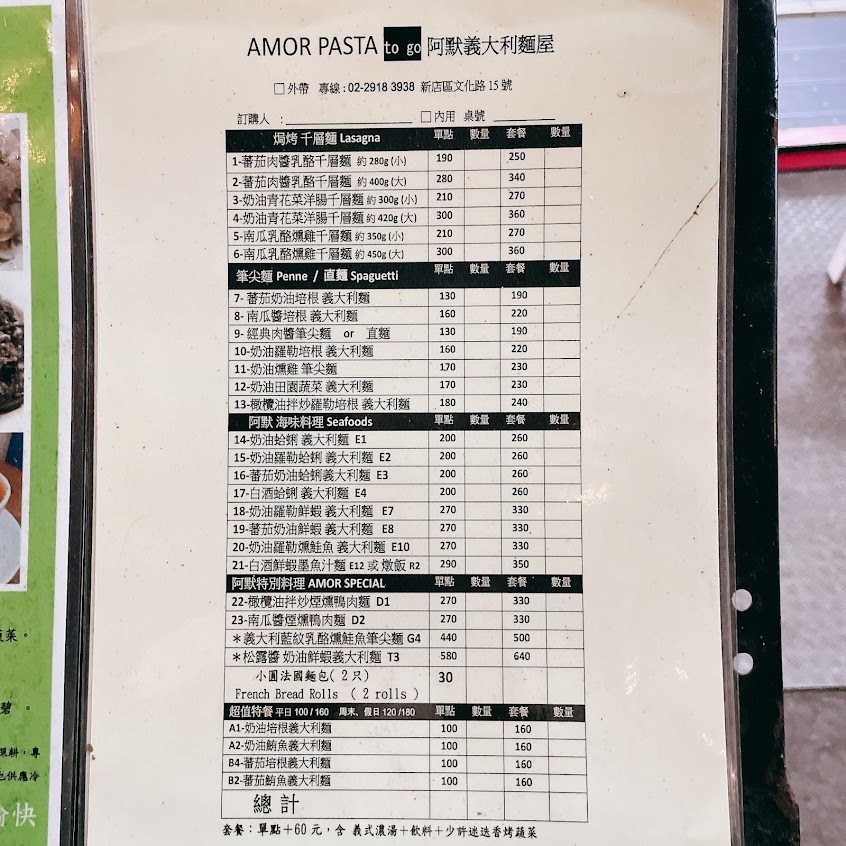 AMOR PASTA to go 阿默義大利麵屋
□外帶 專線:02-2918 3938 新店區文化路15號
訂購人 : □內用 桌號
焗烤千層麵 Lasagna 單點 數量 套餐 數量
1-蕃茄肉醬乳酪千層麵 約 280g (小) 190 250
2-蕃茄肉醬乳酪千層麵 約 400g (大) 280 340
3-奶油青花菜洋腸千層麵 約 300g (小) 210 270
4-奶油青花菜洋腸千層麵 約 420g (大) 300 360
5-南瓜乳酪燻雞千層麵 約 350g (小) 210 270
6-南瓜乳酪燻雞千層麵 約 450g (大) 300 360
筆尖麵 Penne / 直麵 Spaguetti 單點 數量 套餐 數量
7- 蕃茄奶油培根 義大利麵 130 190
8- 南瓜醬培根 義大利麵 160 220
9- 經典肉醬筆尖麵 or 直麵 130 190
10-奶油羅勒培根 義大利麵 160 220
11-奶油燻雞 筆尖麵 170 230
12-奶油田園蔬菜 義大利麵 170 230
13-橄欖油拌炒羅勒培根 義大利麵 180 240
阿默 海味料理 Seafoods 單點 數量 套餐 數量
14-奶油蛤蜊 義大利麵 E1 200 260
15-奶油羅勒蛤蜊 義大利麵 E2 200 260
16-蕃茄奶油蛤蜊 義大利麵 E3 200 260
17-白酒蛤蜊 義大利麵 E4 200 260
18-奶油羅勒鮮蝦 義大利麵 E7 270 330
19-蕃茄奶油鮮蝦 義大利麵 E8 270 330
20-奶油羅勒燻鮭魚 義大利麵 E10 270 330
21-白酒鮮蝦墨魚汁麵 E12 或 燉飯 R2 290 350
阿默特別料理 AMOR SPECIAL 單點 數量 套餐 數量
22-橄欖油拌炒煙燻鴨肉麵 D1 270 330
23-南瓜醬煙燻鴨肉麵 D2 270 330
＊義大利藍紋乳酪燻鮭魚筆尖麵 G4 440 500
＊松露醬 奶油鮮蝦義大利麵 T3 580 640
小圓法國麵包( 2 只) 30
French Bread Rolls ( 2 rolls )
超值特餐 平日 100 / 160 周末、假日 120 /180 單點 數量 套餐 數量
A1-奶油培根義大利麵 100 160
A2-奶油鮪魚義大利麵 100 160
B4-蕃茄培根義大利麵 100 160
B2-蕃茄鮪魚義大利麵 100 160
總 計
套餐：單點＋60 元，含 義式濃湯＋飲料＋少許迷迭香烤蔬菜
菜。
碧 。
耕，專
供應冷
快